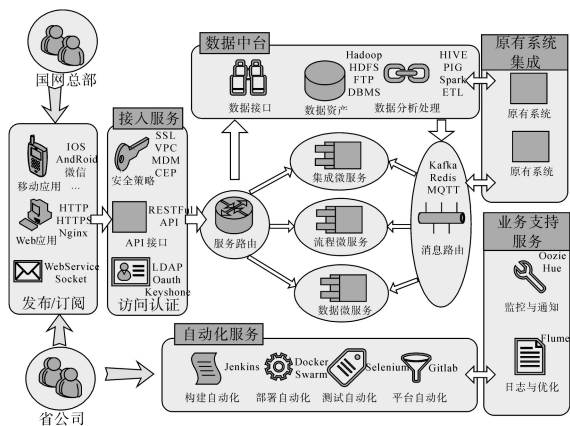 国网总部
数据中台
Hadoop
HDFS
FTP
DBMS
HIVE
PIG
Spark
ETL
数据接口
数据资产
数据分析处理
原有系统
集成
原有系统
原有系统
IOS
AndRoid
微信
...
移动应用
HTTP
HTTPS
Nginx
Web应用
WebService
Socket
发布/订阅
接入服务
SSL
VPC
MDM
CEP
安全策略
RESTFul
API
API 接口
LDAP
Oauth
Keyshone
访问认证
服务路由
集成微服务
流程微服务
数据微服务
Kafka
Redis
MQTT
消息路由
业务支持
服务
Oozie
Hue
监控与通知
Flume
日志与优化
省公司
自动化服务
Jenkins
Docker
Swarm
Selenium
Gitlab
构建自动化
部署自动化
测试自动化
平台自动化